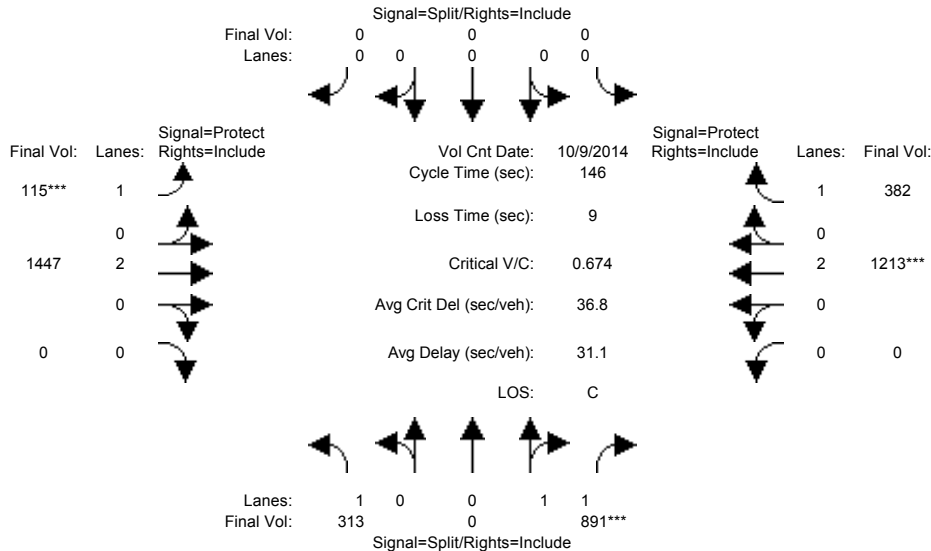 Signal=Split/Rights=Include
Final Vol: 0 0 0
Lanes: 0 0 0 0 0
Signal=Protect Signal=Protect
Final Vol: Lanes: Rights=Include Vol Cnt Date: 10/9/2014 Rights=Include Lanes: Final Vol:
Cycle Time (sec): 146
115*** 1 1 382
Loss Time (sec): 9
0 0
1447 2 Critical V/C: 0.674 2 1213***
0 Avg Crit Del (sec/veh): 36.8 0
0 0 Avg Delay (sec/veh): 31.1 0 0
LOS: C
Lanes: 1 0 0 1 1
Final Vol: 313 0 891***
Signal=Split/Rights=Include